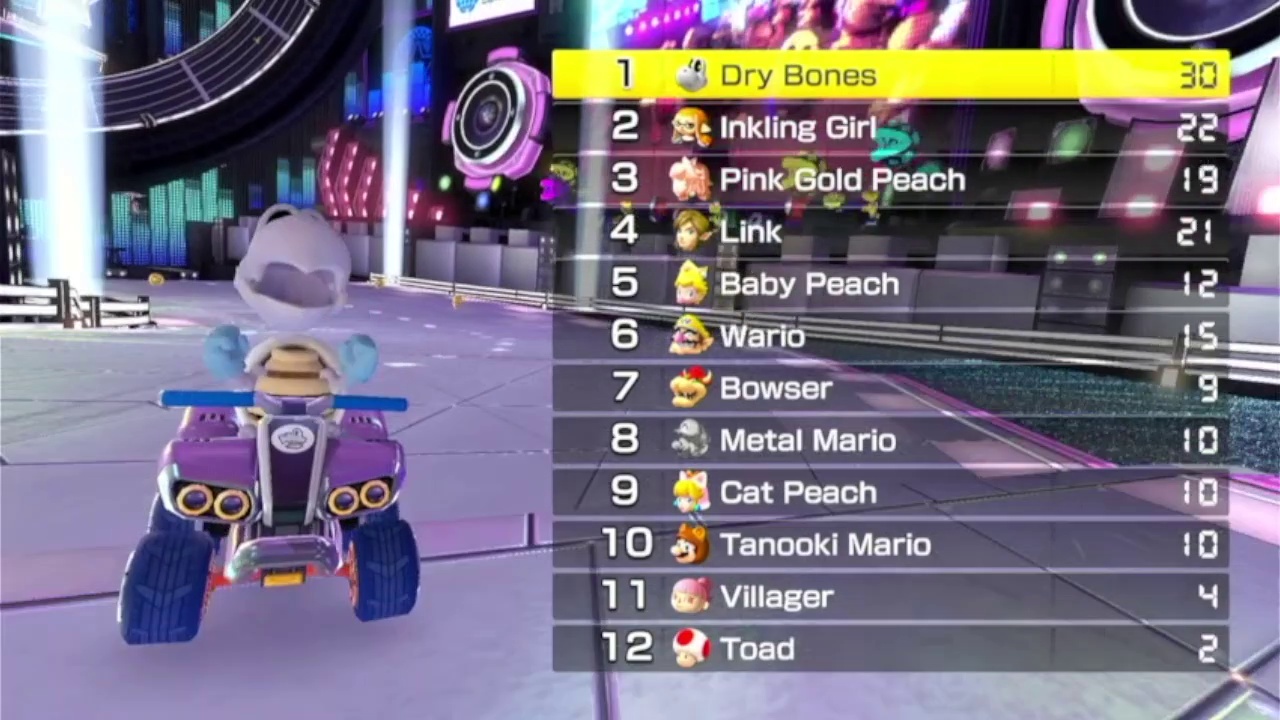 1 Dry Bones 30
2 Inkling Girl 22
3 Pink Gold Peach 19
4 Link 21
5 Baby Peach 12
6 Wario 15
7 Bowser 9
8 Metal Mario 10
9 Cat Peach 10
10 Tanooki Mario 10
11 Villager 4
12 Toad 2